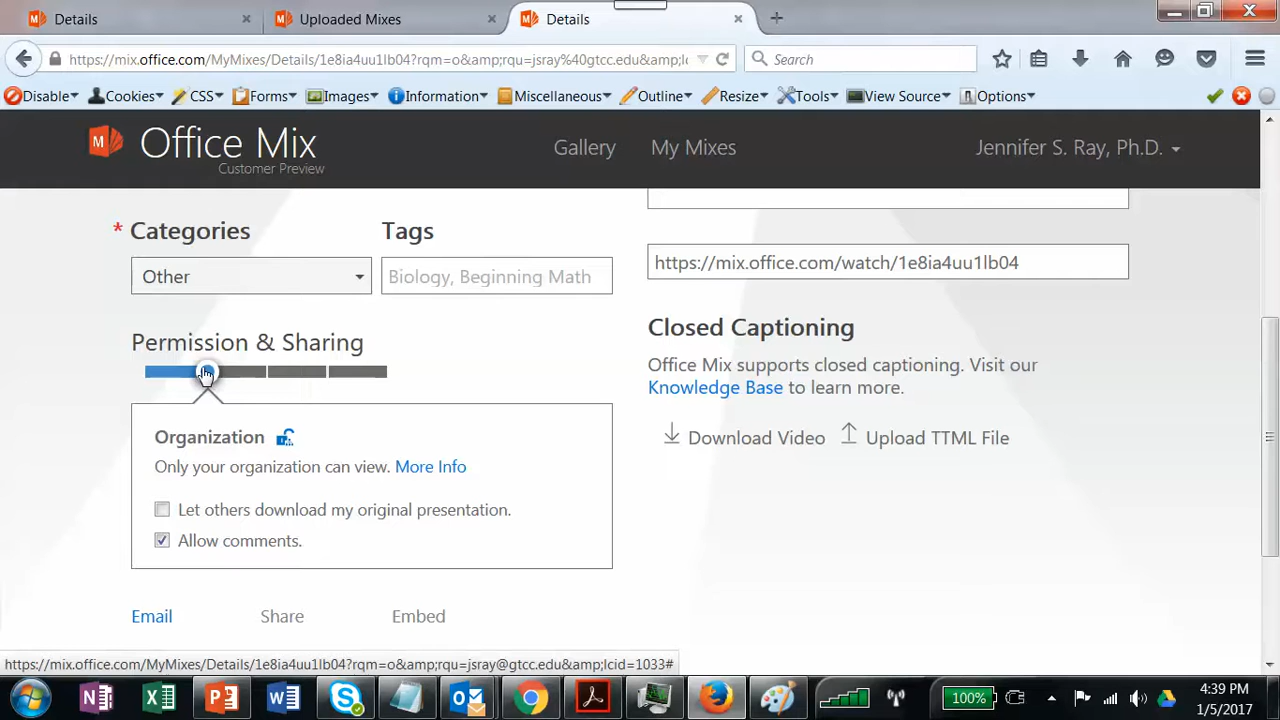 Details
Uploaded Mixes
Details
https://mix.office.com/MyMixes/Details/1e8ia4uu1lb04?rqm=o&amp;rqu=jsray%40gtcc.edu&amp;lc
Search
Disable
Cookies
CSS
Forms
Images
Information
Miscellaneous
Outline
Resize
Tools
View Source
Options
Office Mix
Customer Preview
Gallery
My Mixes
Jennifer S. Ray, Ph.D.
* Categories
Tags
Other
Biology, Beginning Math
https://mix.office.com/watch/1e8ia4uu1lb04
Permission & Sharing
Closed Captioning
Office Mix supports closed captioning. Visit our
Knowledge Base to learn more.
Download Video
Upload TTML File
Organization
Only your organization can view. More Info
Let others download my original presentation.
Allow comments.
Email
Share
Embed
https://mix.office.com/MyMixes/Details/1e8ia4uu1lb04?rqm=o&amp;rqu=jsray@gtcc.edu&amp;lcid=1033#
100%
4:39 PM
1/5/2017